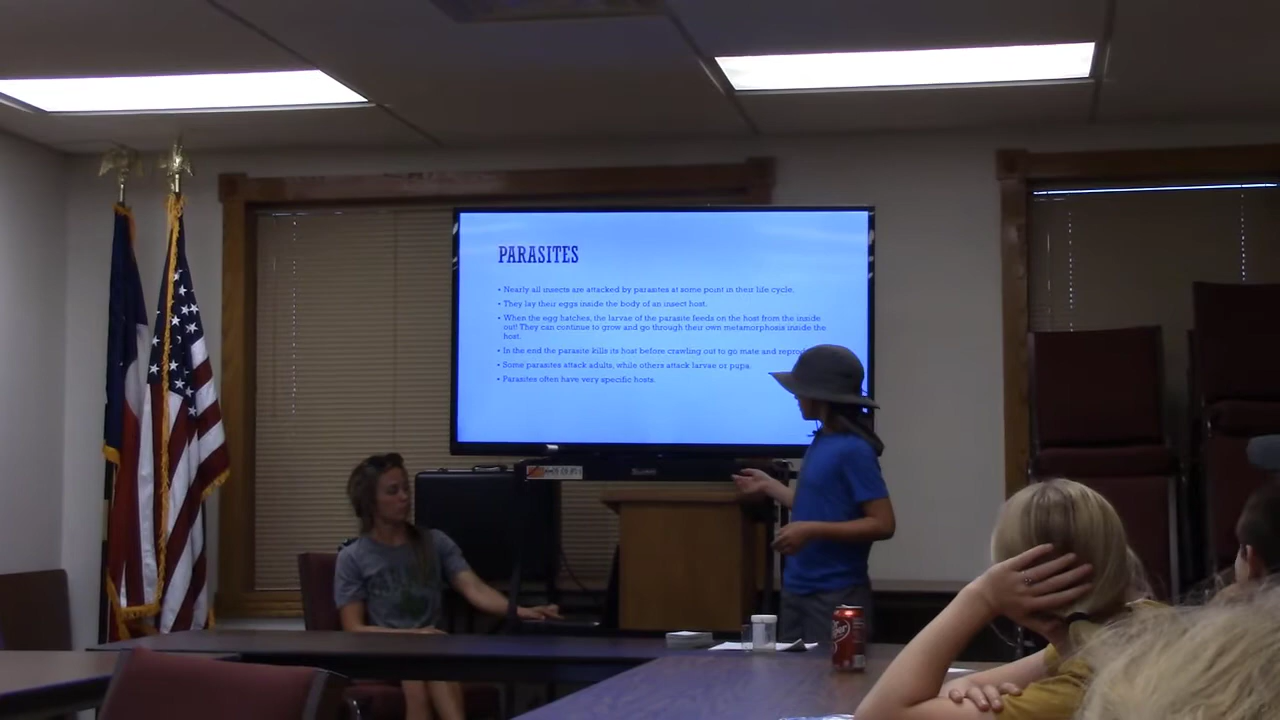 PARASITES
• Nearly all insects are attacked by parasites at some point in their life cycle.
• They lay their eggs inside the body of an insect host.
• When the egg hatches, the larvae of the parasite feeds on the host from the inside
out! They can continue to grow and go through their own metamorphosis inside the
host.
• In the end the parasite kills its host before crawling out to go mate and
• Some parasites attack adults, while others attack larvae or pupa.
• Parasites often have very specific hosts.